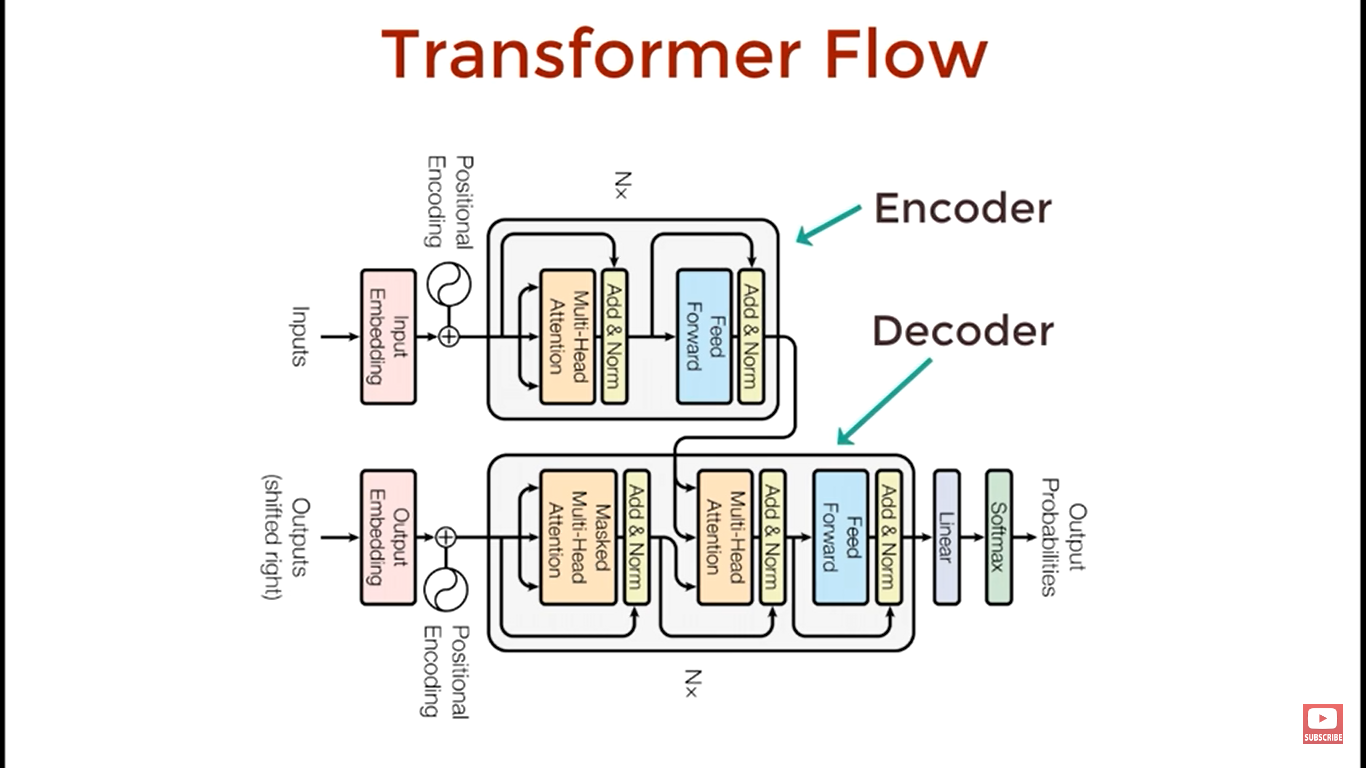 Transformer Flow
Encoder
Decoder
Nx
Positional
Encoding
Inputs
Input
Embedding
Multi-Head
Attention
Add & Norm
Feed
Forward
Add & Norm
Outputs
(shifted right)
Output
Embedding
Positional
Encoding
Masked
Multi-Head
Attention
Add & Norm
Multi-Head
Attention
Add & Norm
Feed
Forward
Add & Norm
Nx
Linear
Softmax
Output
Probabilities
SUBSCRIBE